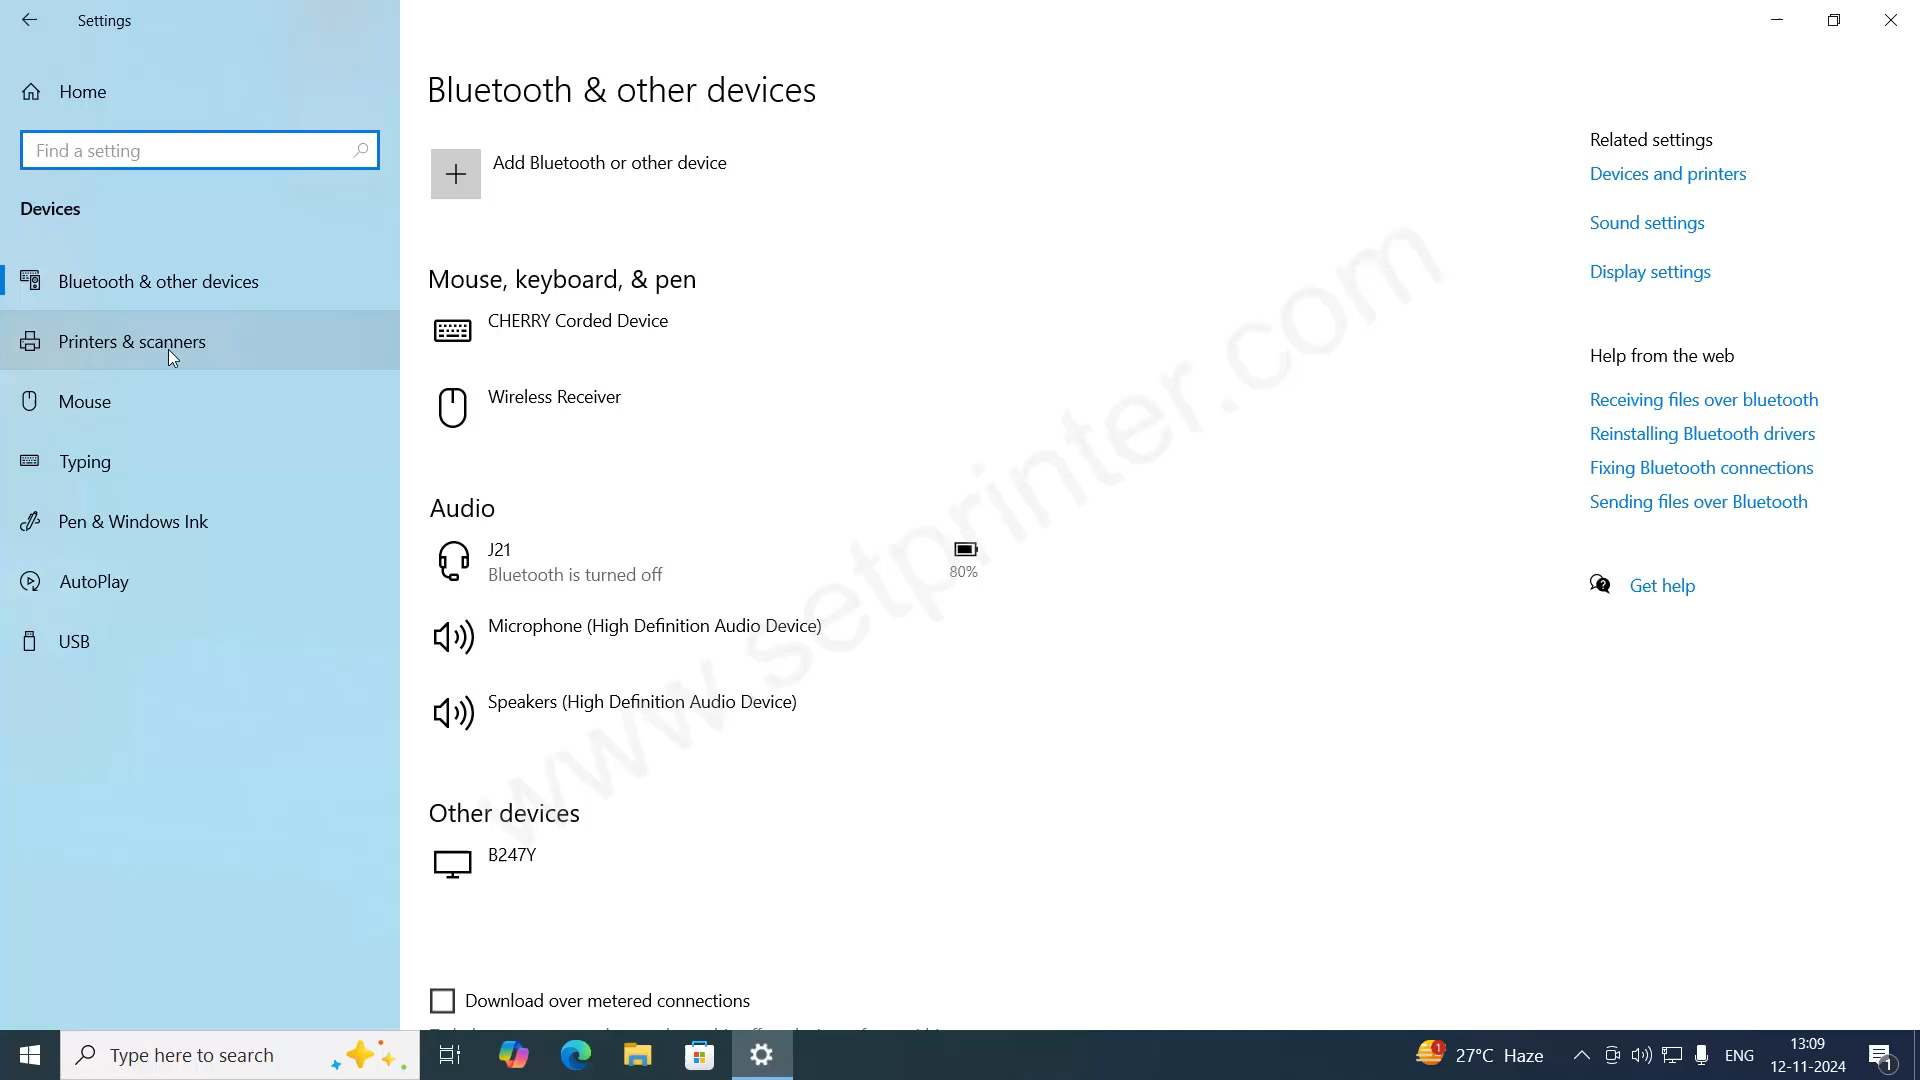 Settings
Home
Find a setting
Devices
Bluetooth & other devices
Printers & scanners
Mouse
Typing
Pen & Windows Ink
AutoPlay
USB
Bluetooth & other devices
Add Bluetooth or other device
Mouse, keyboard, & pen
CHERRY Corded Device
Wireless Receiver
Audio
J21
Bluetooth is turned off
80%
Microphone (High Definition Audio Device)
Speakers (High Definition Audio Device)
Other devices
B247Y
Download over metered connections
Related settings
Devices and printers
Sound settings
Display settings
Help from the web
Receiving files over bluetooth
Reinstalling Bluetooth drivers
Fixing Bluetooth connections
Sending files over Bluetooth
Get help
www.setprinter.com
Type here to search
1
27°C Haze
ENG
13:09
12-11-2024
1